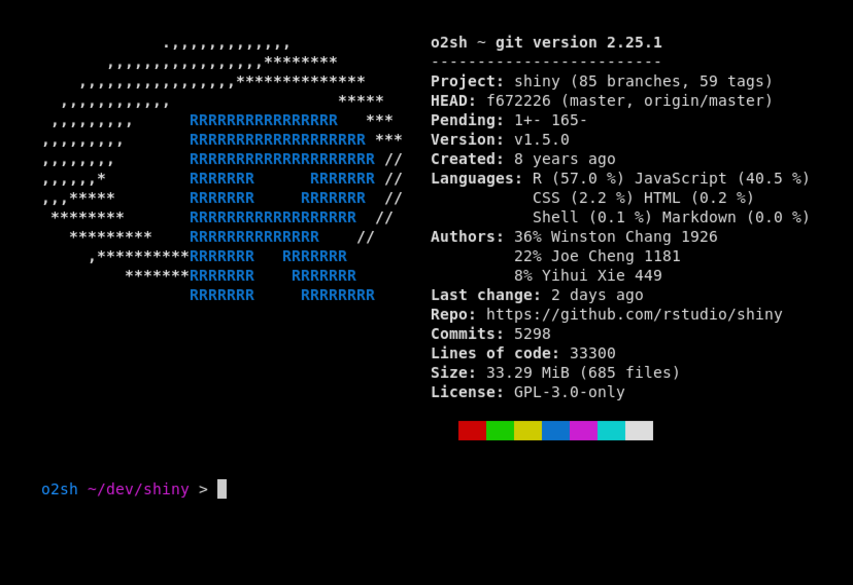 o2sh ~ git version 2.25.1
-------------------------
Project: shiny (85 branches, 59 tags)
HEAD: f672226 (master, origin/master)
Pending: 1+- 165-
Version: v1.5.0
Created: 8 years ago
Languages: R (57.0 %) JavaScript (40.5 %)
CSS (2.2 %) HTML (0.2 %)
Shell (0.1 %) Markdown (0.0 %)
Authors: 36% Winston Chang 1926
22% Joe Cheng 1181
8% Yihui Xie 449
Last change: 2 days ago
Repo: https://github.com/rstudio/shiny
Commits: 5298
Lines of code: 33300
Size: 33.29 MiB (685 files)
License: GPL-3.0-only
o2sh ~/dev/shiny >